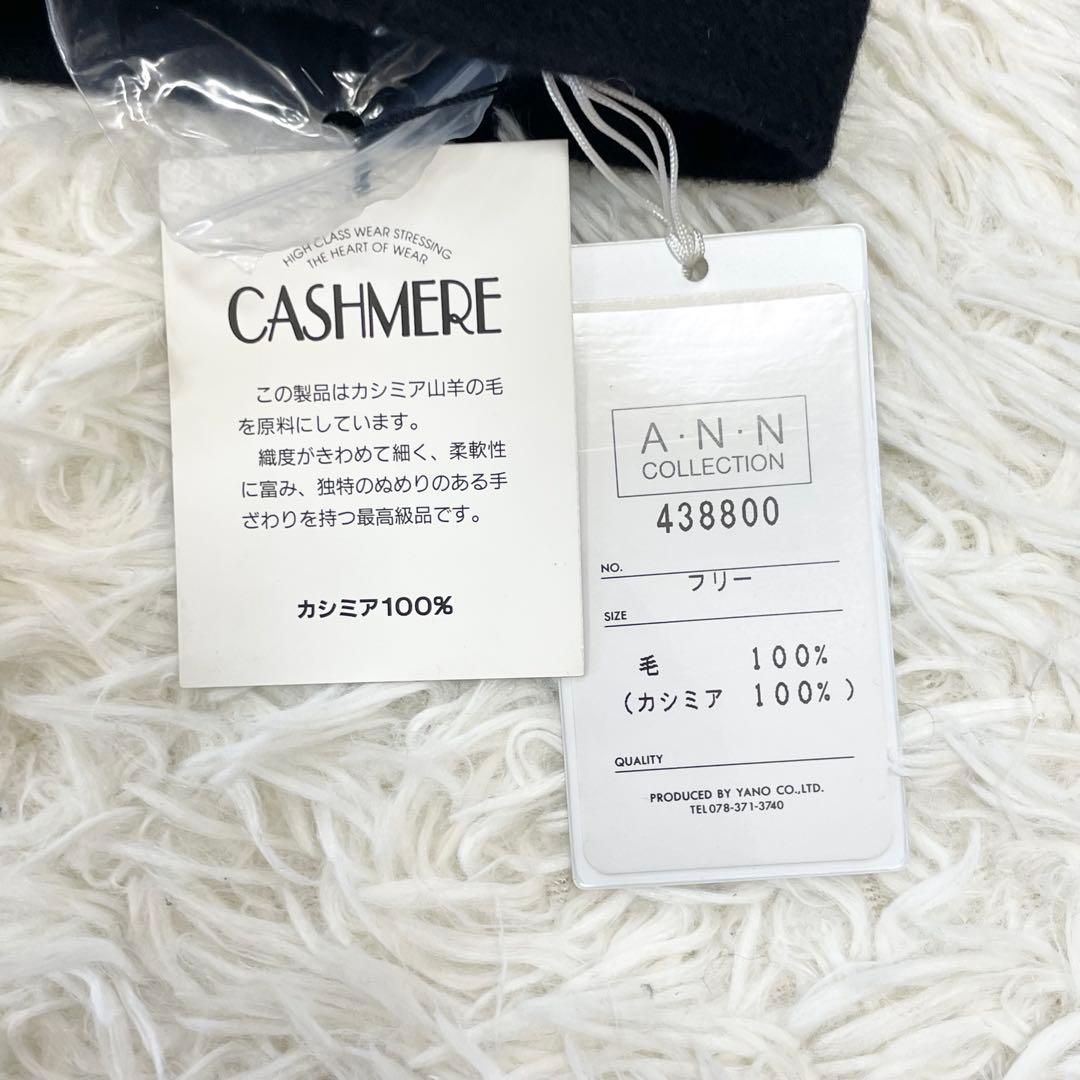 HIGH CLASS WEAR STRESSING
THE HEART OF WEAR
CASHMERE
この製品はカシミア山羊の毛
を原料にしています。
織度がきわめて細く、柔軟性
に富み、独特のぬめりのある手
ざわりを持つ最高級品です。
カシミア100%
A·N·N
COLLECTION
438800
NO.
フリー
SIZE
毛 100%
(カシミア 100%)
QUALITY
PRODUCED BY YANO CO.,LTD.
TEL078-371-3740